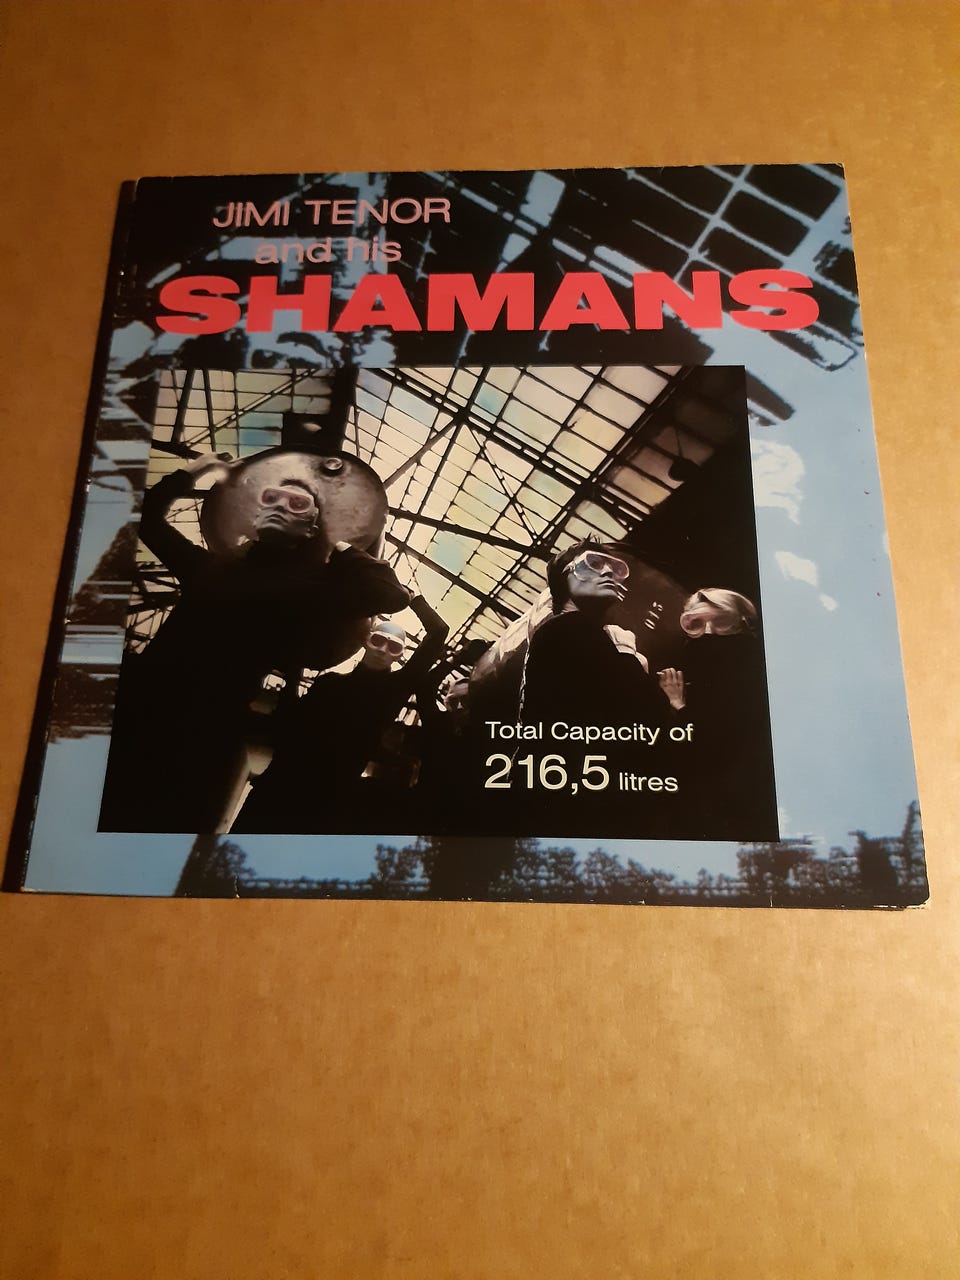 JIMI TENOR
and his
SHAMANS
Total Capacity of
216,5 litres